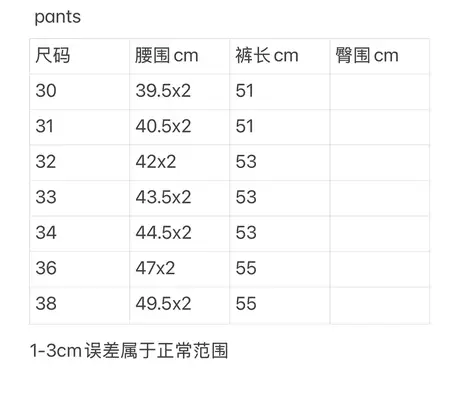 pants
尺码 腰围cm 裤长cm 臀围cm
30 39.5x2 51
31 40.5x2 51
32 42x2 53
33 43.5x2 53
34 44.5x2 53
36 47x2 55
38 49.5x2 55
1-3cm误差属于正常范围